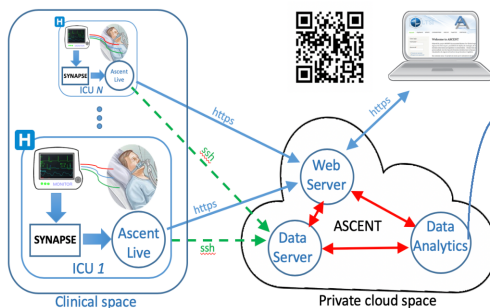 H
SYNAPSE
Ascent
Live
ICU N
H
SYNAPSE
Ascent
Live
ICU 1
Clinical space
https
ssh
https
ssh
https
Web
Server
ASCENT
Data
Server
Data
Analytics
Private cloud space